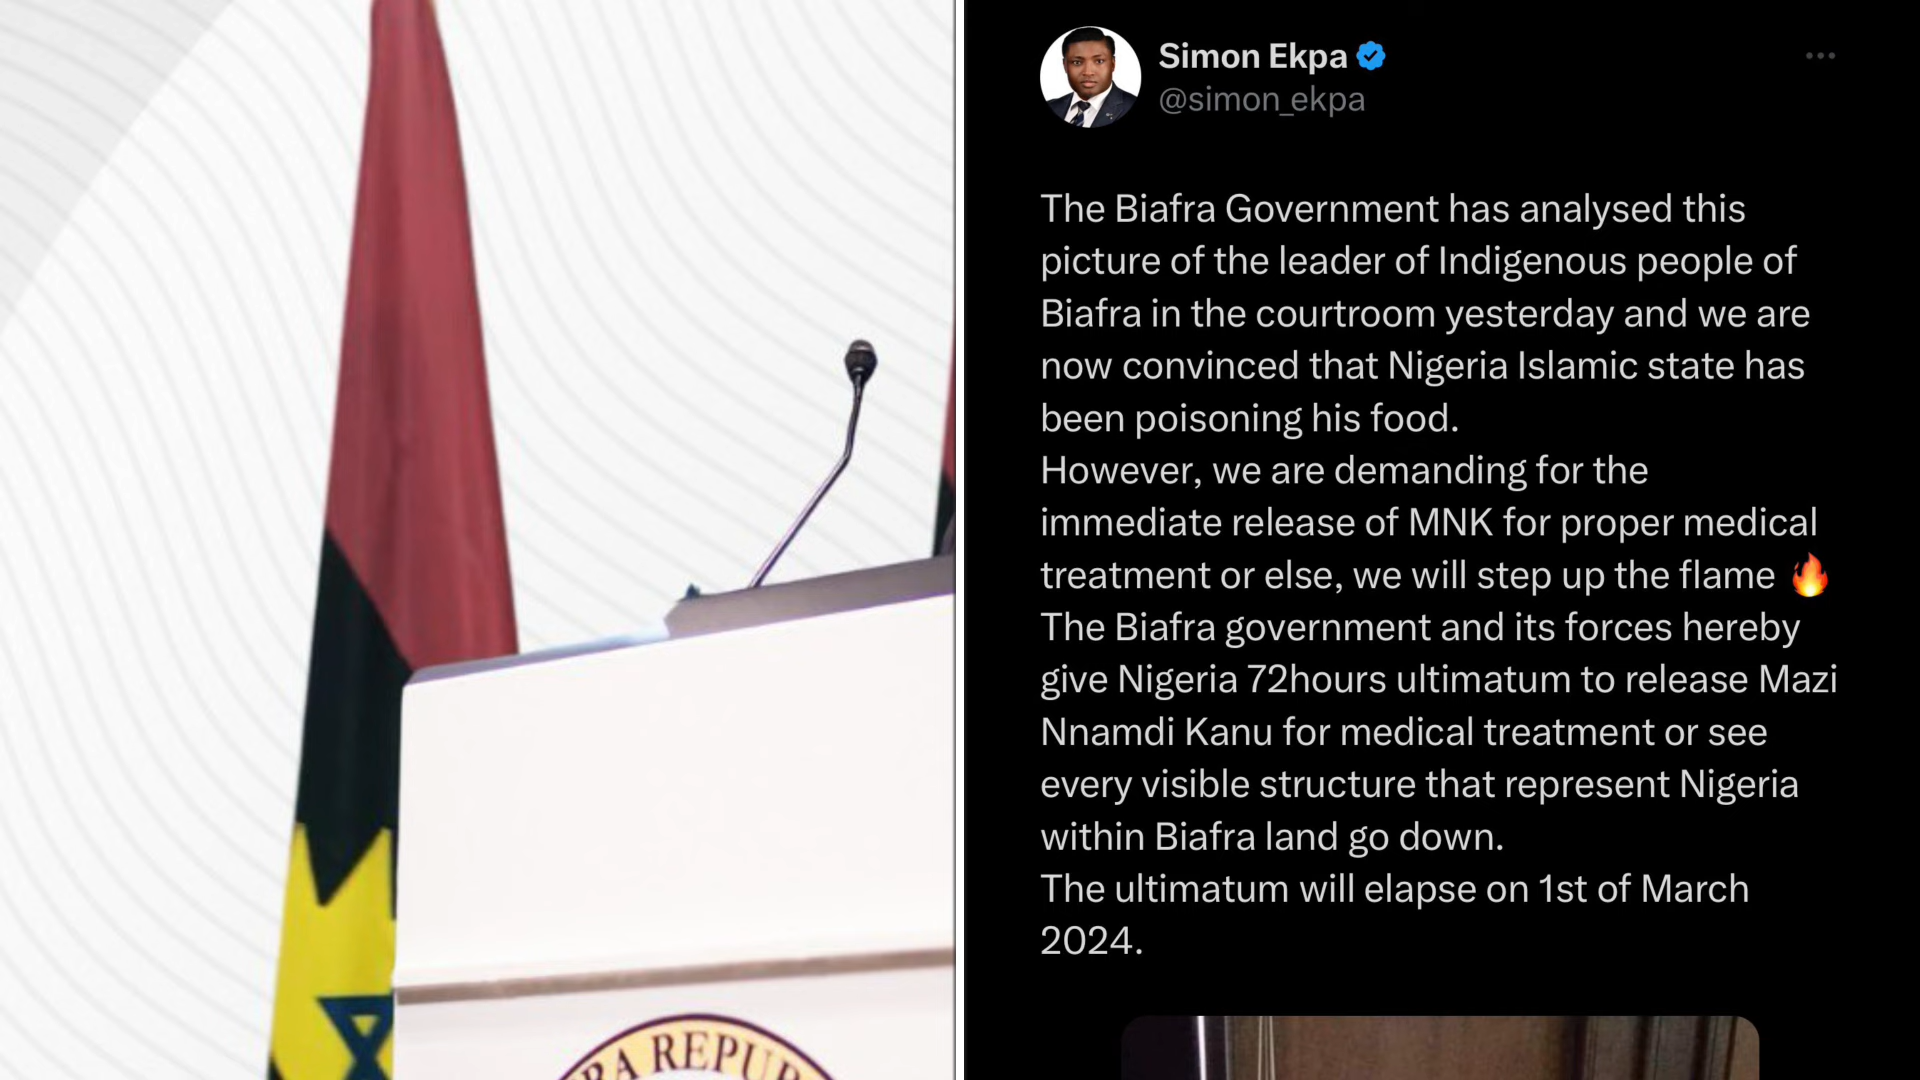 RA REPUB
Simon Ekpa
@simon_ekpa
The Biafra Government has analysed this
picture of the leader of Indigenous people of
Biafra in the courtroom yesterday and we are
now convinced that Nigeria Islamic state has
been poisoning his food.
However, we are demanding for the
immediate release of MNK for proper medical
treatment or else, we will step up the flame 🔥
The Biafra government and its forces hereby
give Nigeria 72hours ultimatum to release Mazi
Nnamdi Kanu for medical treatment or see
every visible structure that represent Nigeria
within Biafra land go down.
The ultimatum will elapse on 1st of March
2024.